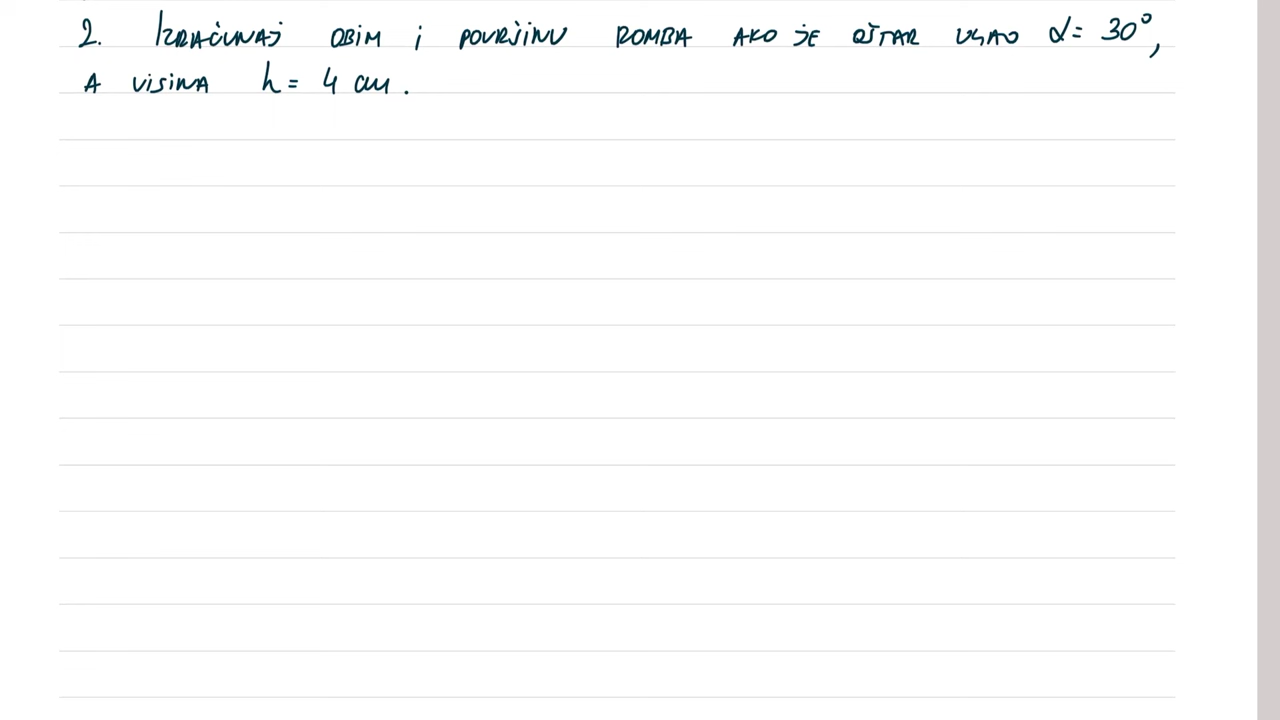 2. IZRAČUNAJ OBIM i POVRŠINU ROMBA AKO JE OŠTAR UGAO α = 30°,
A VISINA h = 4 cm.